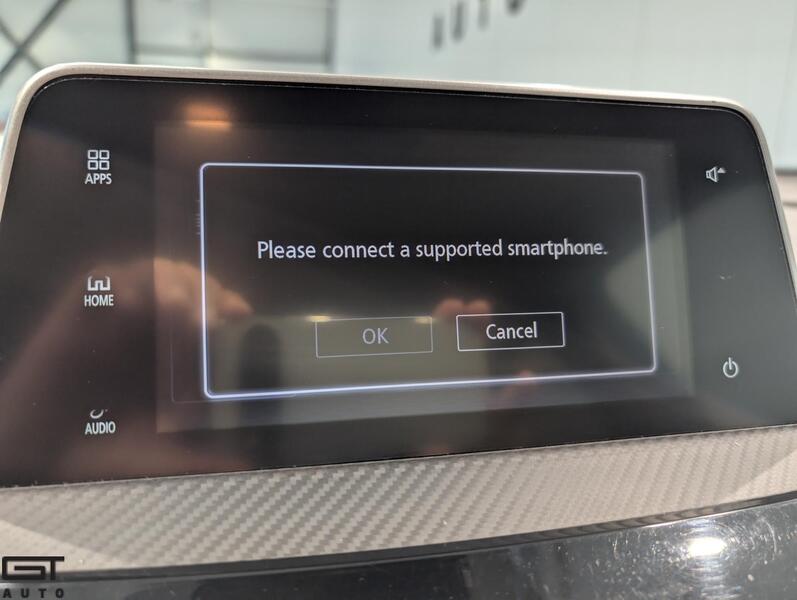 APPS
HOME
AUDIO
Please connect a supported smartphone.
OK
Cancel
GT
AUTO